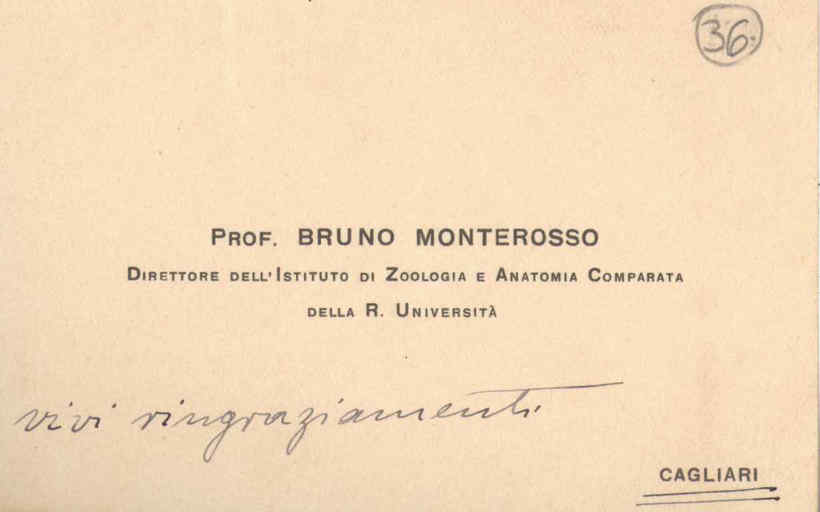 36.
Prof. BRUNO MONTEROSSO
Direttore dell'Istituto di Zoologia e Anatomia Comparata
della R. Università
vivi ringraziamenti
CAGLIARI